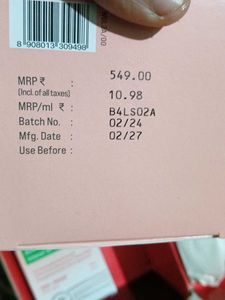 8 908013 309498
MRP ₹ : 549.00
(Incl. of all taxes)
MRP/ml ₹ : 10.98
Batch No. : B4LS02A
Mfg. Date : 02/24
Use Before : 02/27